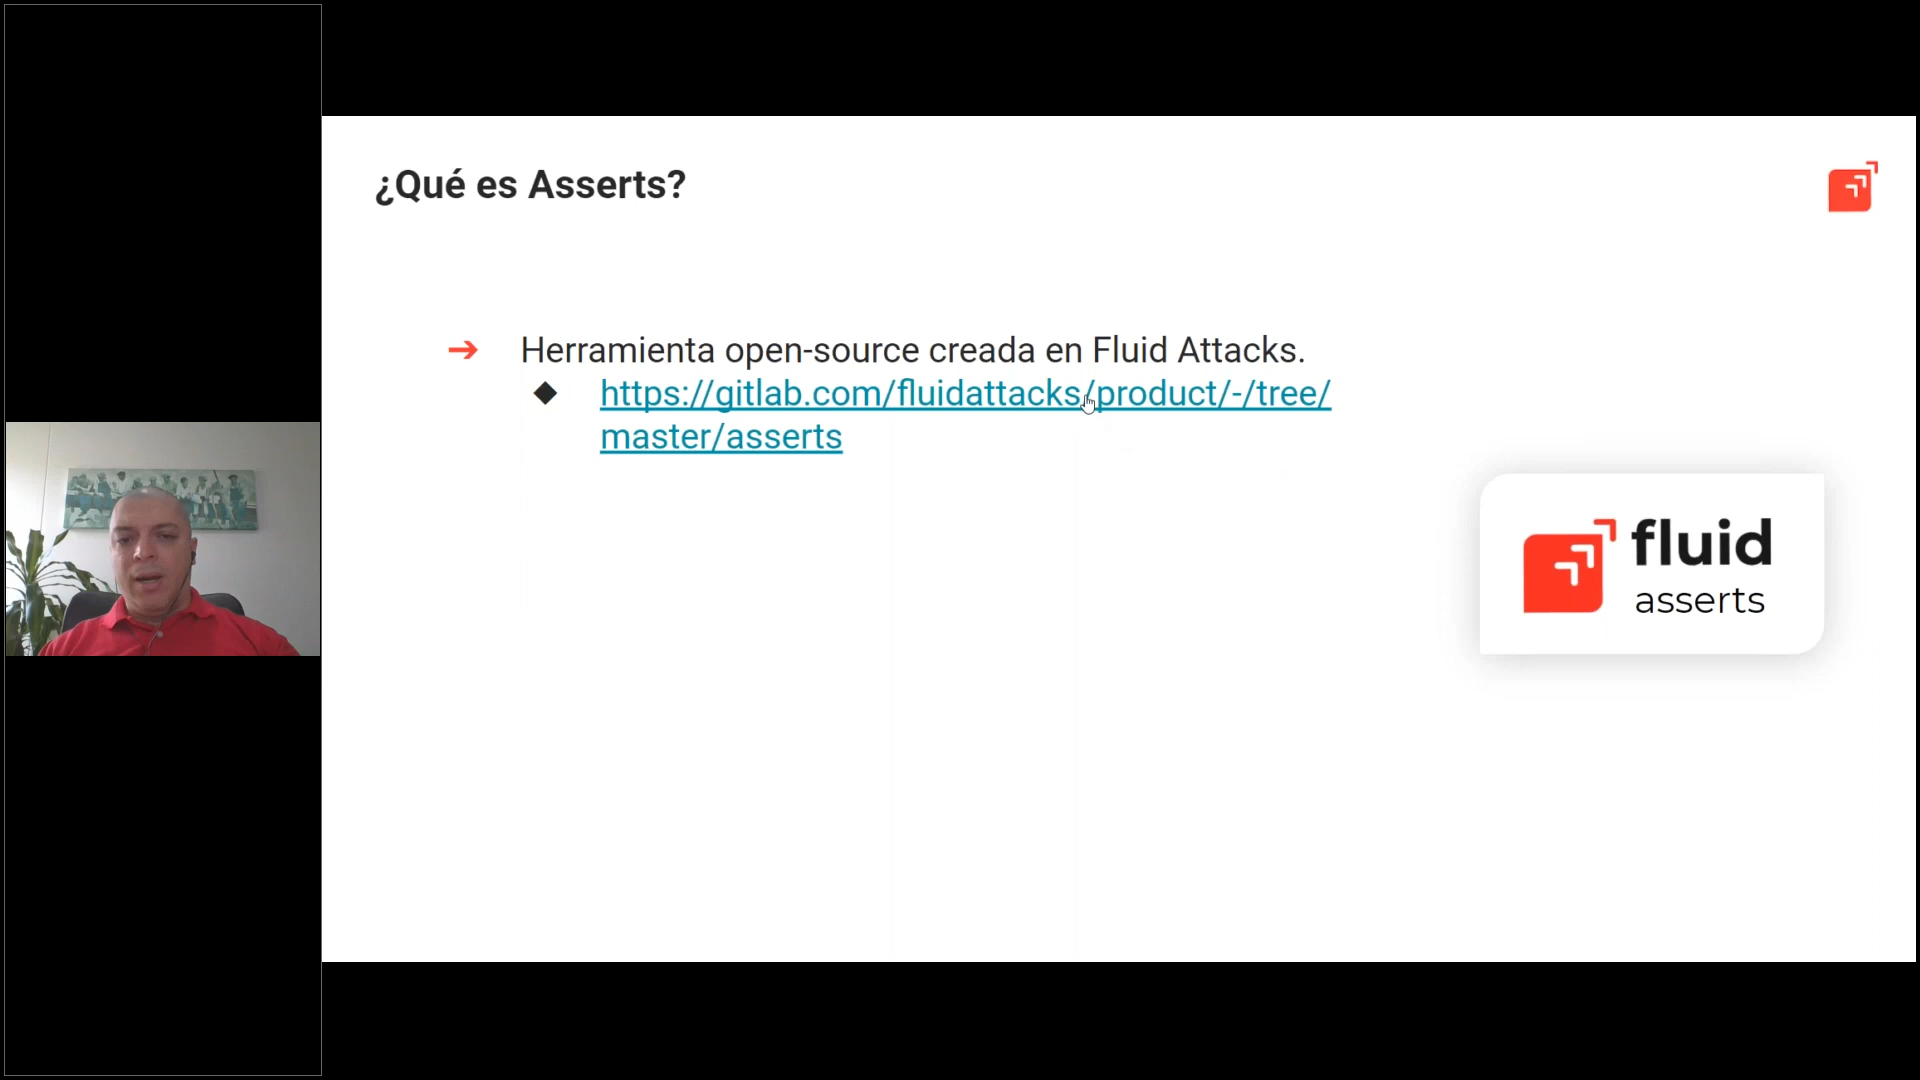 ¿Qué es Asserts?
➔ Herramienta open-source creada en Fluid Attacks.
◆ https://gitlab.com/fluidattacks/product/-/tree/
master/asserts
fluid
asserts